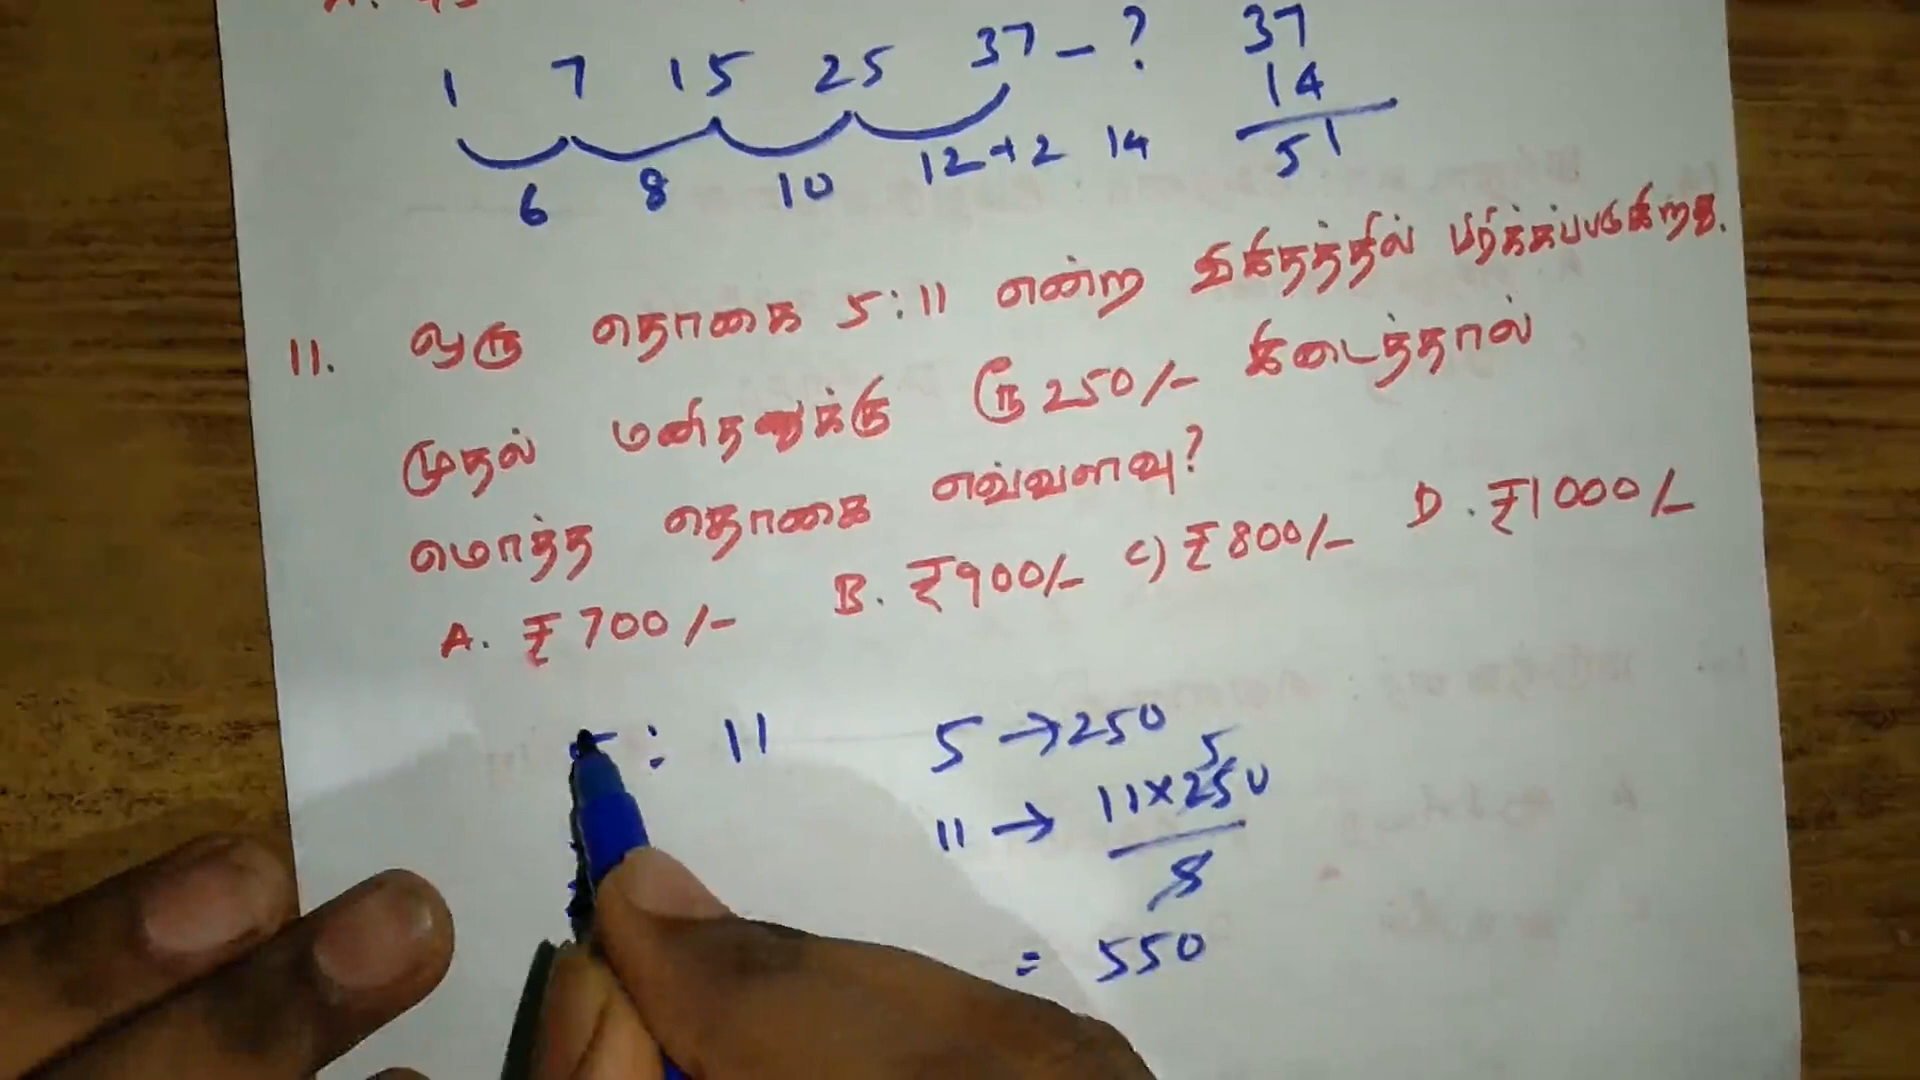 1 7 15 25 37 - ? 37
14
6 8 10 12+2 14 51
11. ஒரு தொகை 5:11 என்ற விகிதத்தில் பிரிக்கப்படுகிறது.
முதல் மனிதனுக்கு ரூ 250/- கிடைத்தால்
மொத்த தொகை எவ்வளவு?
A. ₹700/- B. ₹900/- C) ₹800/- D. ₹1000/-
: 11
5 → 250
5
11 → 11×250
5
= 550